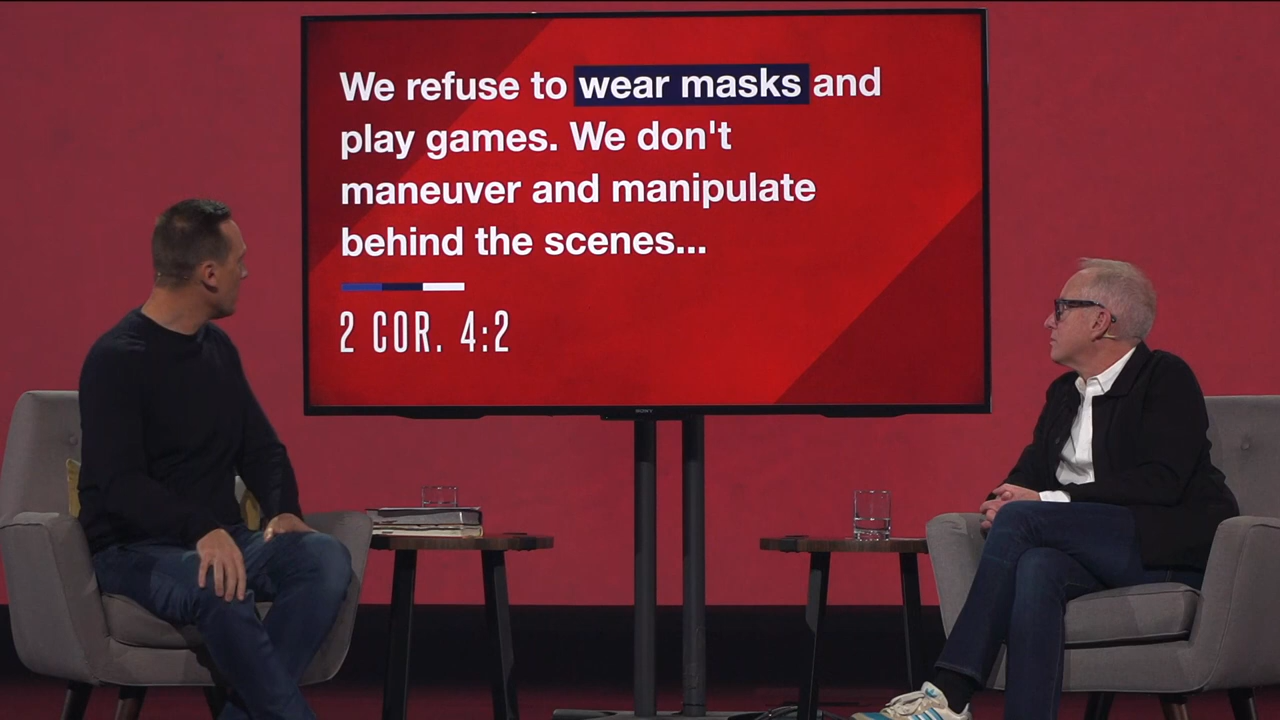 We refuse to wear masks and
play games. We don't
maneuver and manipulate
behind the scenes...
2 COR. 4:2
SONY